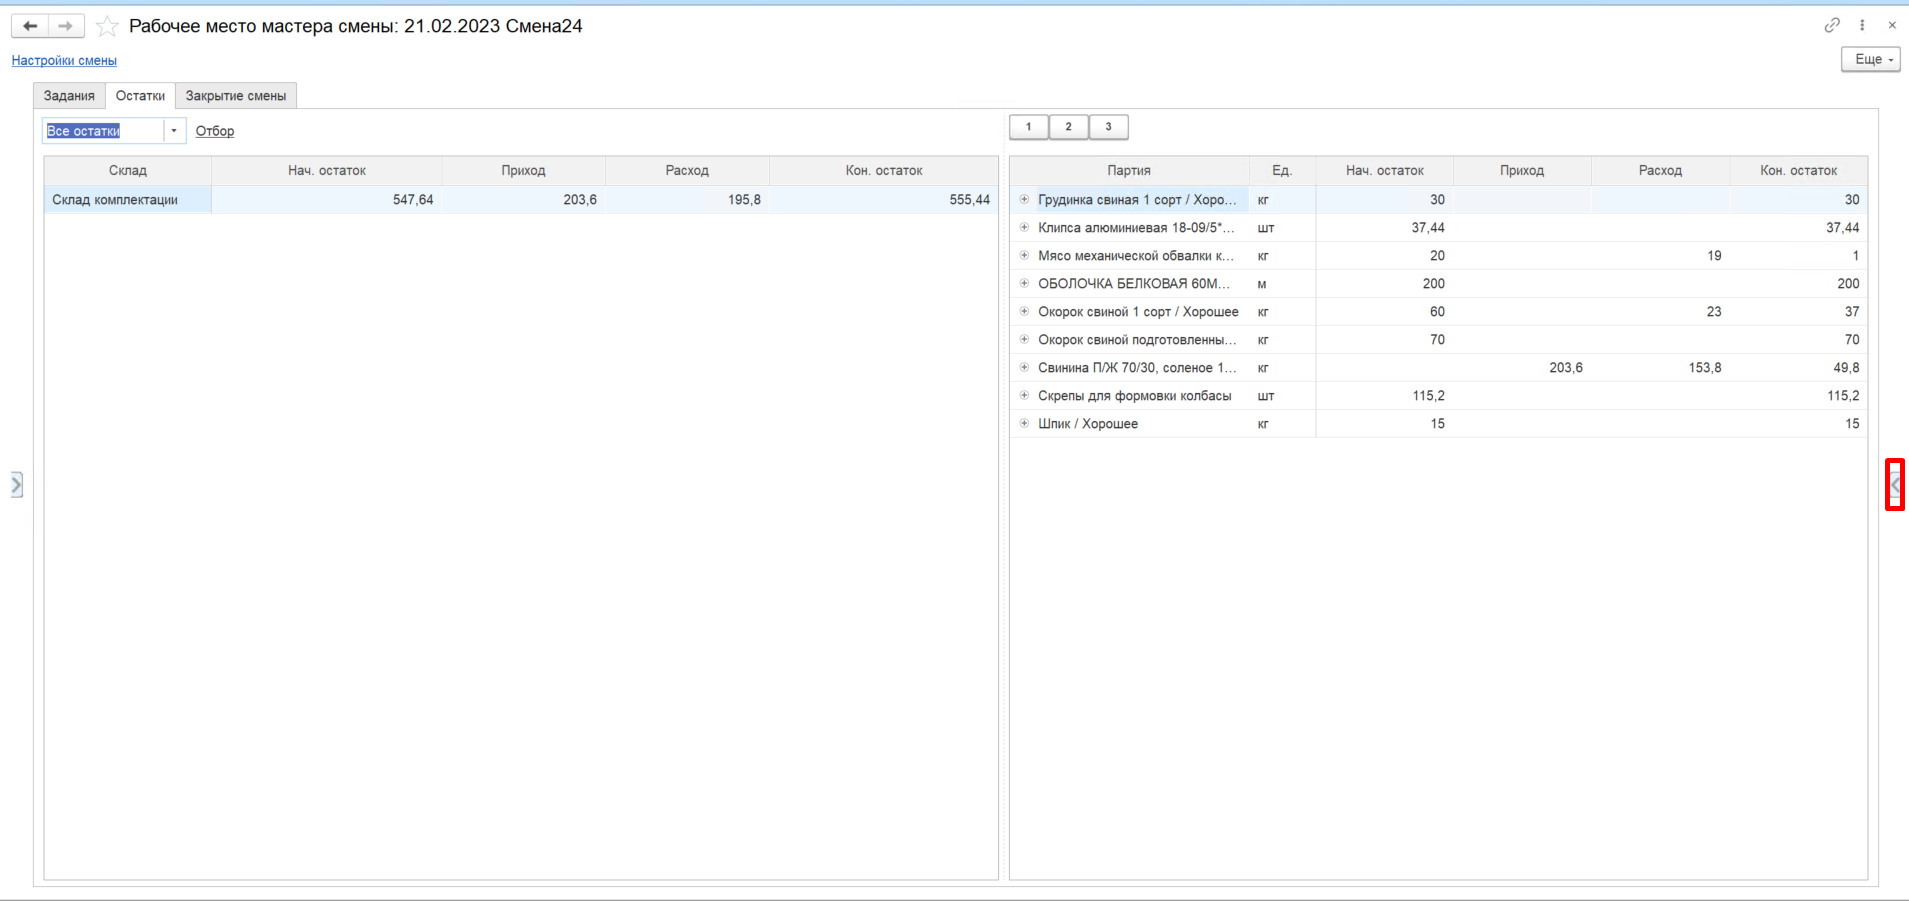 Рабочее место мастера смены: 21.02.2023 Смена24
Настройки смены
Еще
Задания Остатки Закрытие смены
Все остатки Отбор
1 2 3
Склад Нач. остаток Приход Расход Кон. остаток
Склад комплектации 547,64 203,6 195,8 555,44
Партия Ед. Нач. остаток Приход Расход Кон. остаток
Грудинка свиная 1 сорт / Хоро... кг 30 30
Клипса алюминиевая 18-09/5*... шт 37,44 37,44
Мясо механической обвалки к... кг 20 19 1
ОБОЛОЧКА БЕЛКОВАЯ 60М... м 200 200
Окорок свиной 1 сорт / Хорошее кг 60 23 37
Окорок свиной подготовленны... кг 70 70
Свинина П/Ж 70/30, соленое 1... кг 203,6 153,8 49,8
Скрепы для формовки колбасы шт 115,2 115,2
Шпик / Хорошее кг 15 15